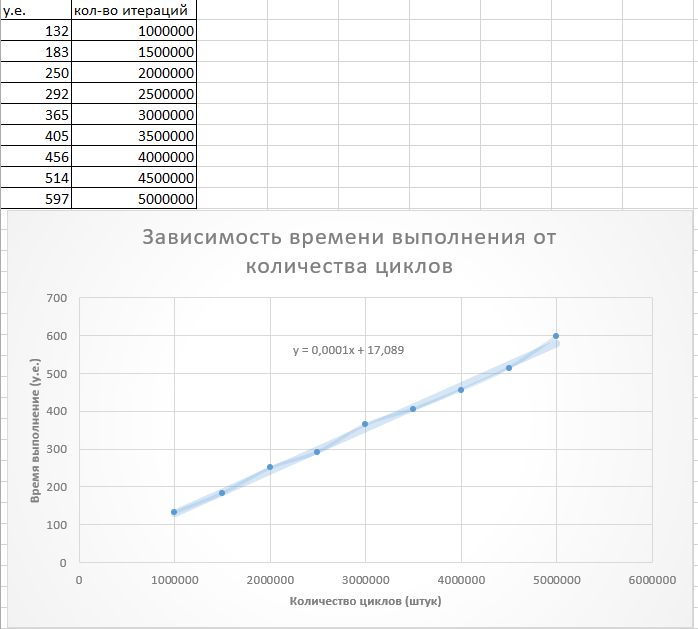 у.е. кол-во итераций
132 1000000
183 1500000
250 2000000
292 2500000
365 3000000
405 3500000
456 4000000
514 4500000
597 5000000
Зависимость времени выполнения от
количества циклов
700
600
500
400
300
200
100
0
y = 0,0001x + 17,089
Время выполнение (у.е.)
0 1000000 2000000 3000000 4000000 5000000 6000000
Количество циклов (штук)